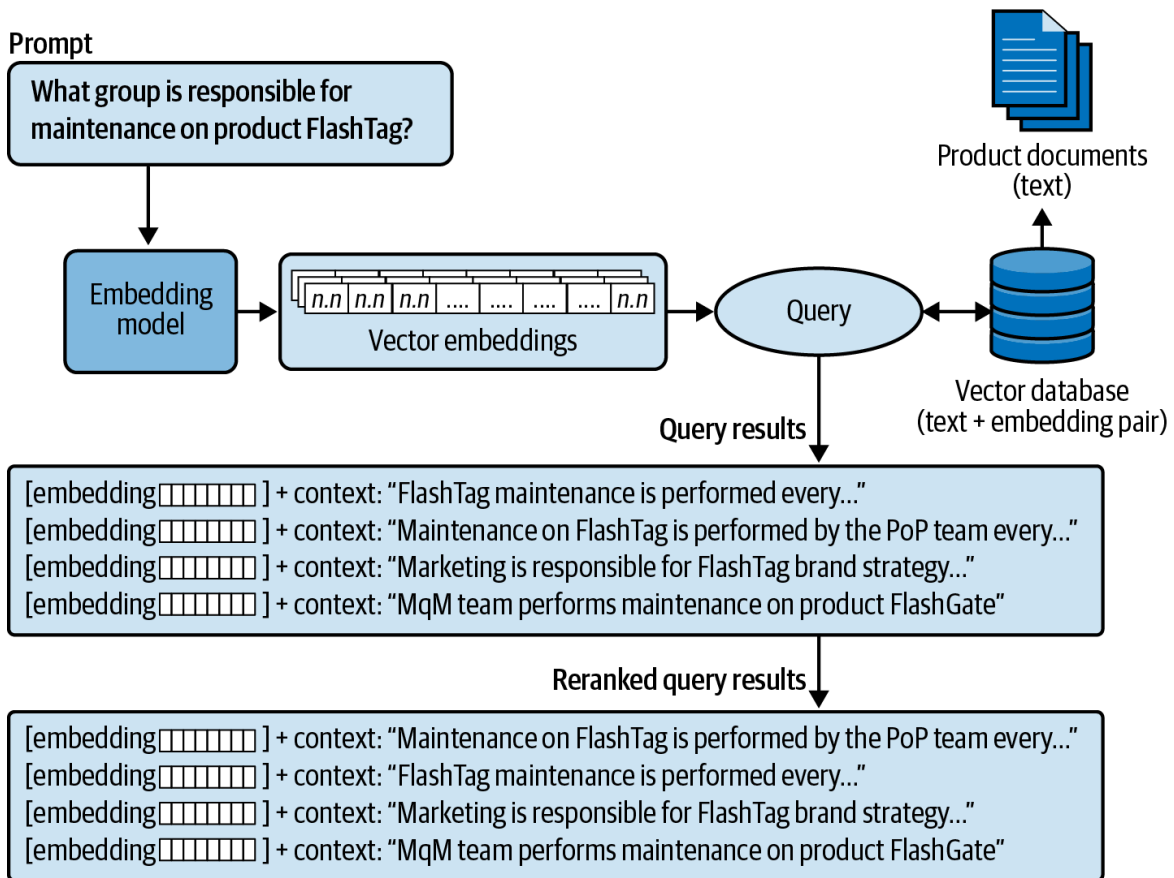 Prompt
What group is responsible for
maintenance on product FlashTag?
Product documents
(text)
Embedding
model
n.n n.n n.n .... .... .... .... n.n
Vector embeddings
Query
Vector database
(text + embedding pair)
Query results
[embedding ] + context: “FlashTag maintenance is performed every...”
[embedding ] + context: “Maintenance on FlashTag is performed by the PoP team every...”
[embedding ] + context: “Marketing is responsible for FlashTag brand strategy...”
[embedding ] + context: “MqM team performs maintenance on product FlashGate”
Reranked query results
[embedding ] + context: “Maintenance on FlashTag is performed by the PoP team every...”
[embedding ] + context: “FlashTag maintenance is performed every...”
[embedding ] + context: “Marketing is responsible for FlashTag brand strategy...”
[embedding ] + context: “MqM team performs maintenance on product FlashGate”